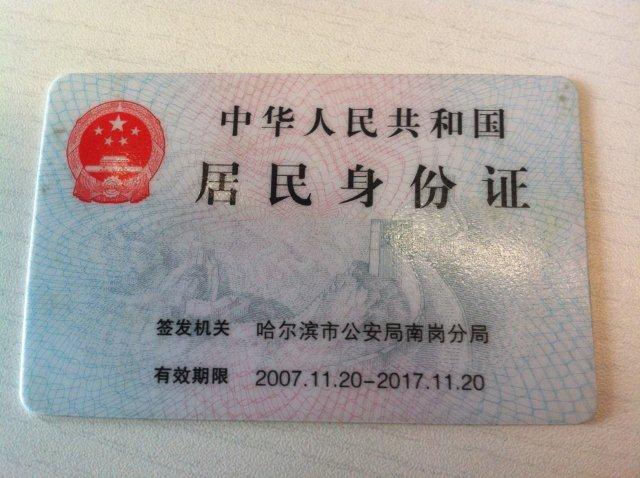 中华人民共和国
居民身份证
签发机关 哈尔滨市公安局南岗分局
有效期限 2007.11.20-2017.11.20